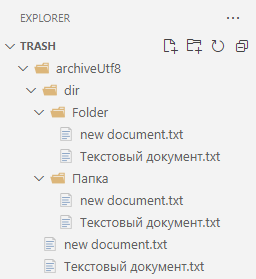 EXPLORER
TRASH
archiveUtf8
dir
Folder
new document.txt
Текстовый документ.txt
Папка
new document.txt
Текстовый документ.txt
new document.txt
Текстовый документ.txt